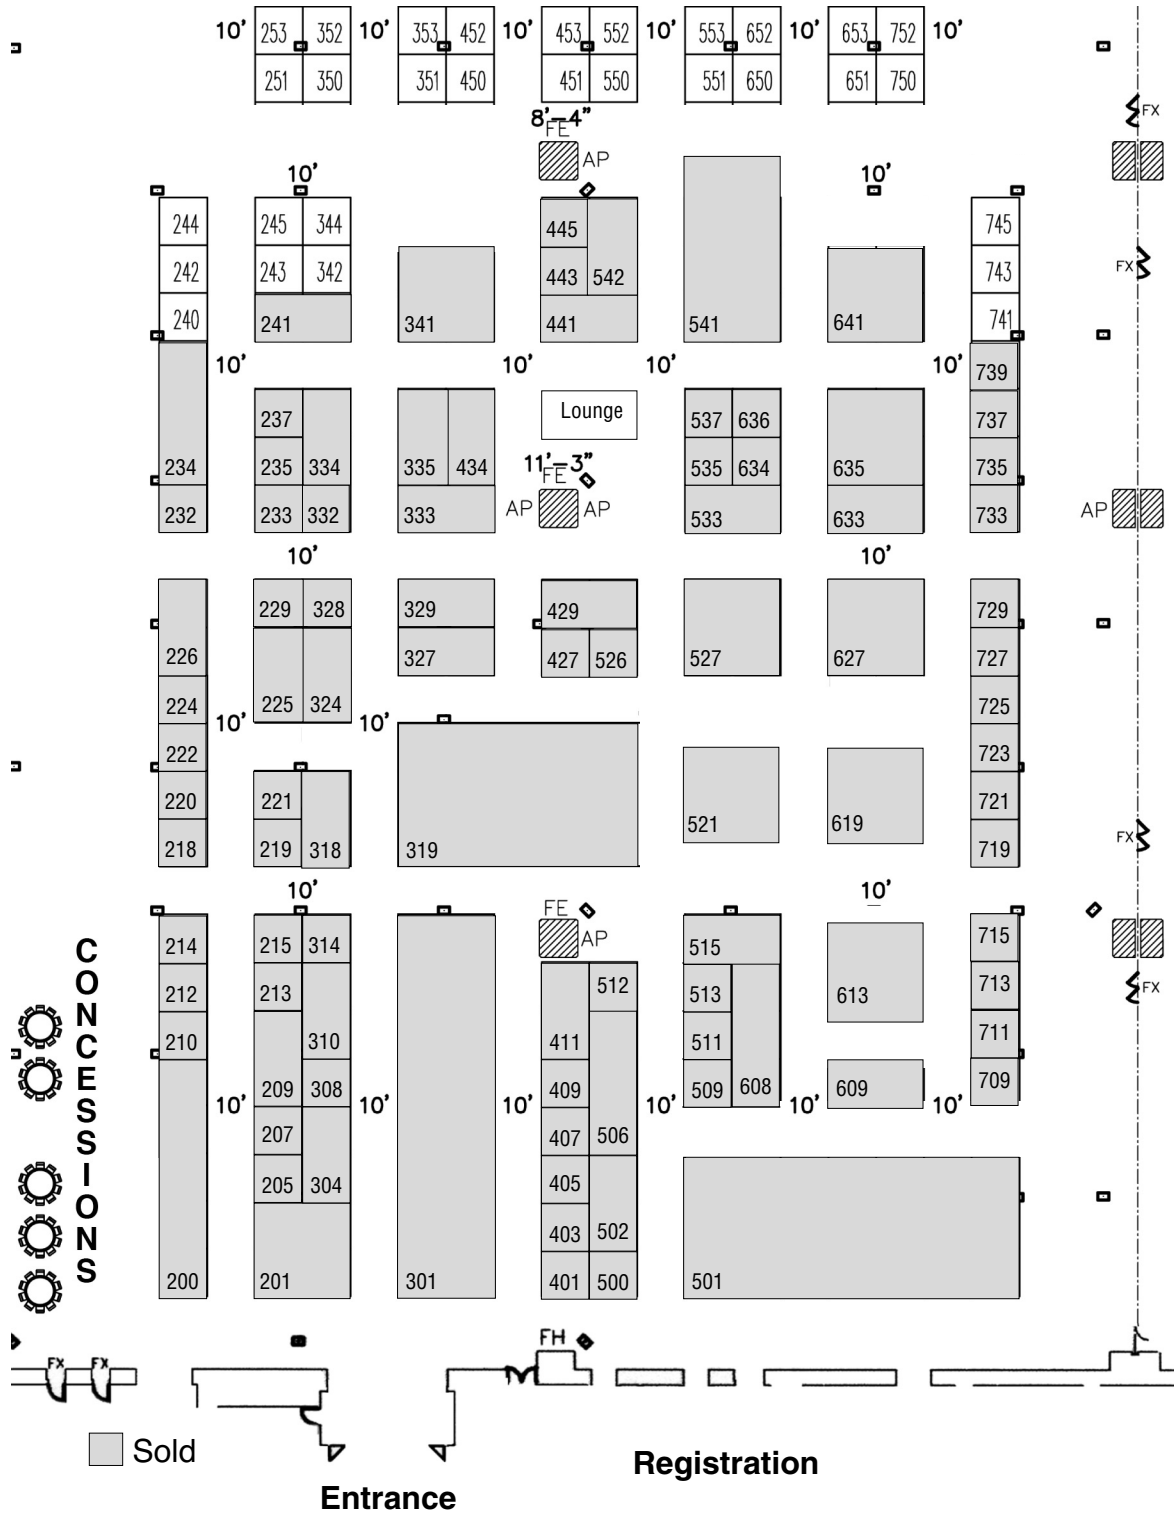 10' 253 352 10' 353 452 10' 453 552 10' 553 652 10' 653 752 10'
251 350 351 450 451 550 551 650 651 750
8'-4"
FE
FX
AP
10' 10'
244 245 344 445 745
242 243 342 443 542 FX 743
240 241 341 441 541 641 741
10' 10' 10' 10'
739
237 Lounge 537 636 737
234 235 334 335 434 11'-3" 535 634 635 735
FE
232 233 332 333 AP AP 533 633 733 AP
10' 10'
229 328 329 429 729
226 327 427 526 527 627 727
224 225 324 725
10' 10'
222 723
220 221 521 619 721
218 219 318 319 719 FX
10' 10'
FE
214 215 314 AP 515 715
212 213 512 513 613 713 FX
210 310 411 511 711
209 308 409 509 608 609 709
10' 10' 10' 10' 10' 10'
207 407 506
205 304 405
403 502
200 201 301 401 500 501
CONCESSIONS
FH
FX FX
Sold
Registration
Entrance